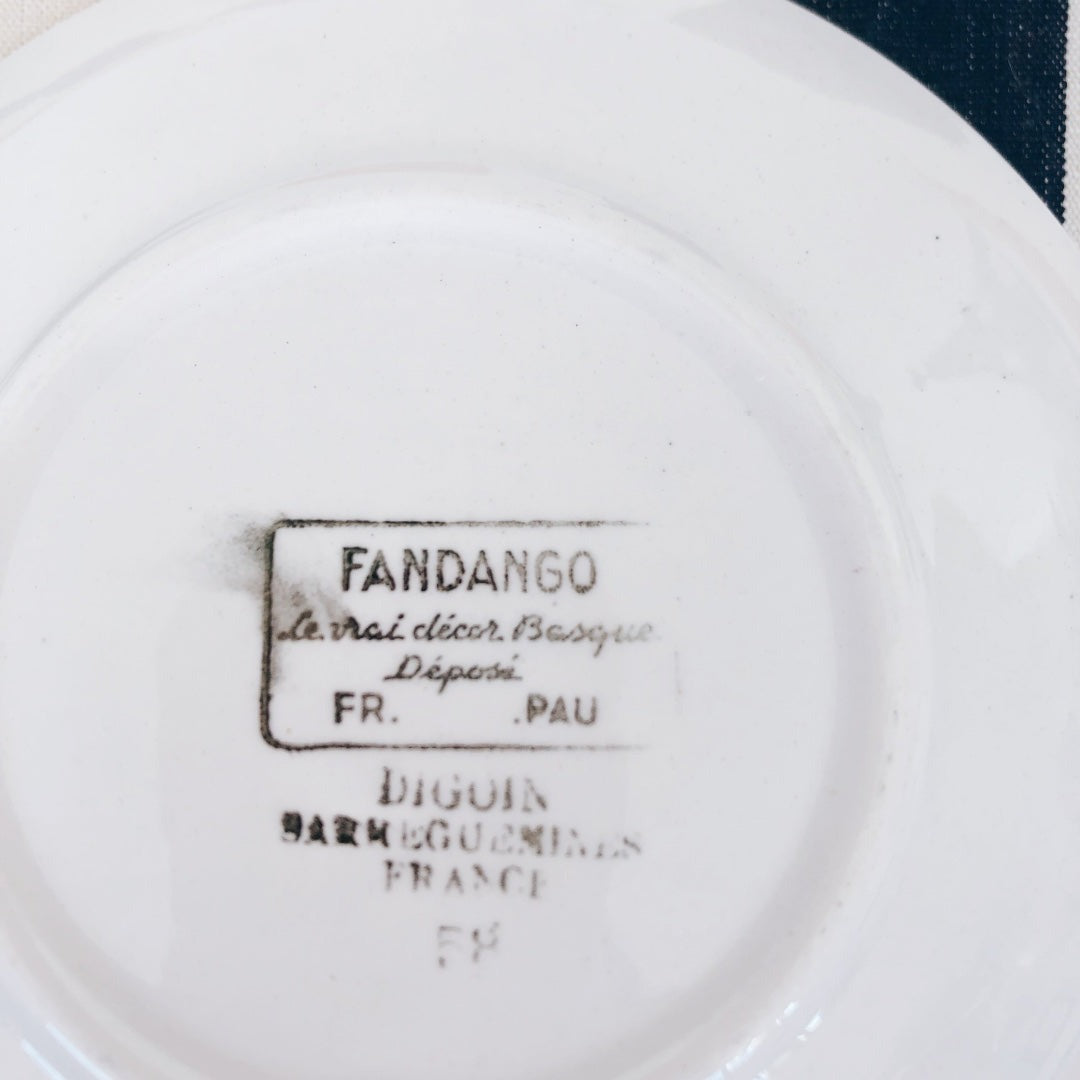 FANDANGO
Le vrai décor Basque
Déposé
FR. .PAU
DIGOIN
SARREGUEMINES
FRANCE